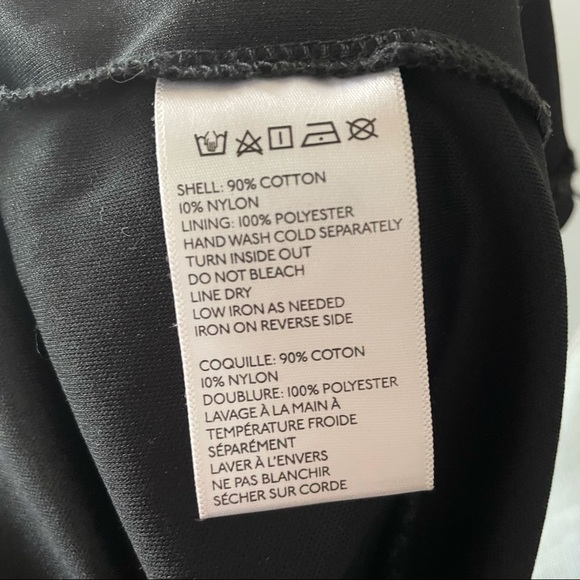 SHELL: 90% COTTON
10% NYLON
LINING: 100% POLYESTER
HAND WASH COLD SEPARATELY
TURN INSIDE OUT
DO NOT BLEACH
LINE DRY
LOW IRON AS NEEDED
IRON ON REVERSE SIDE
COQUILLE: 90% COTON
10% NYLON
DOUBLURE: 100% POLYESTER
LAVAGE À LA MAIN À
TEMPÉRATURE FROIDE
SÉPARÉMENT
LAVER À L'ENVERS
NE PAS BLANCHIR
SÉCHER SUR CORDE